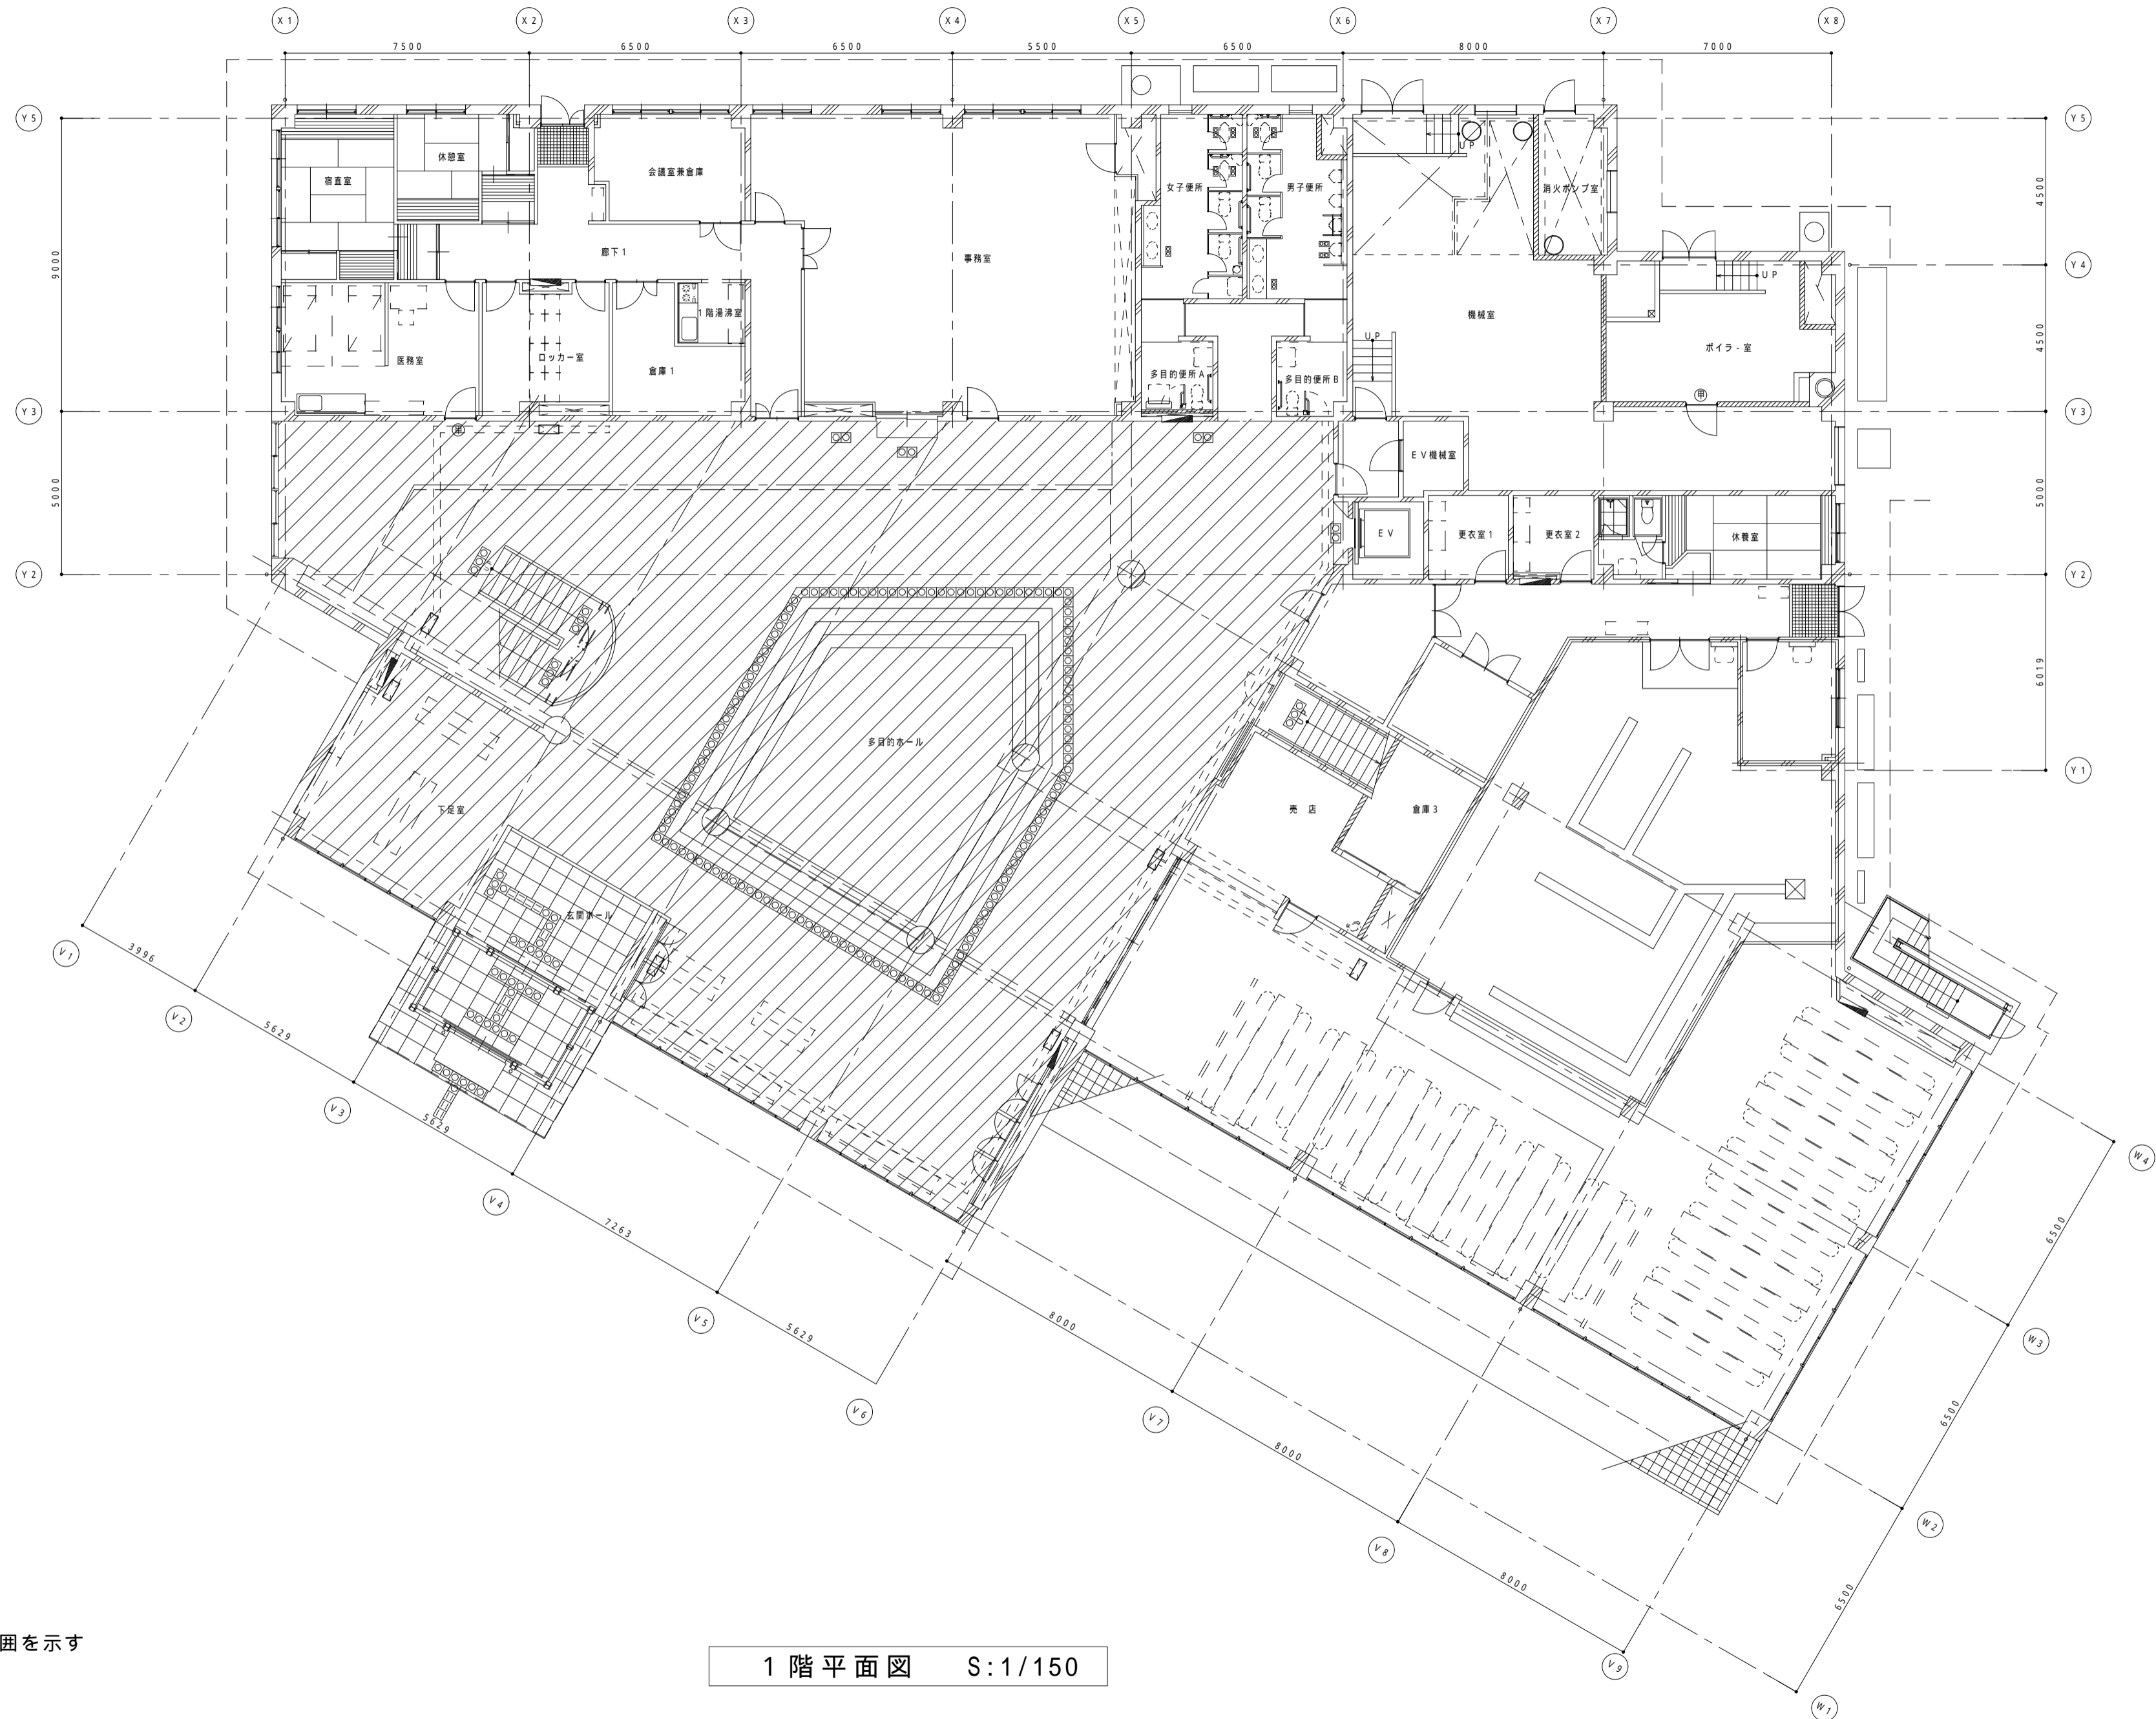 X1 X2 X3 X4 X5 X6 X7 X8
7500 6500 6500 5500 6500 8000 7000
Y5 Y5
休憩室
宿直室
会議室兼倉庫
女子便所
男子便所
UP
消火ポンプ室
4500
9000
廊下1
事務室
Y4
UP
1階湯沸室
機械室
医務室
ロッカー室
倉庫1
UP
ボイラ-室
4500
多目的便所A
多目的便所B
Y3 Y3
EV機械室
5000
5000
EV
更衣室1
更衣室2
休養室
Y2 Y2
UP
6019
UP
多目的ホール
Y1
下足室
売 店
倉庫3
玄関ホール
V1
3996
V2
5629
V3
5629
V4
7263
V5
5629
V6
8000
V7
8000
V8
8000
V9
W4
6500
W3
6500
W2
6500
W1
囲を示す
1階平面図 S:1/150